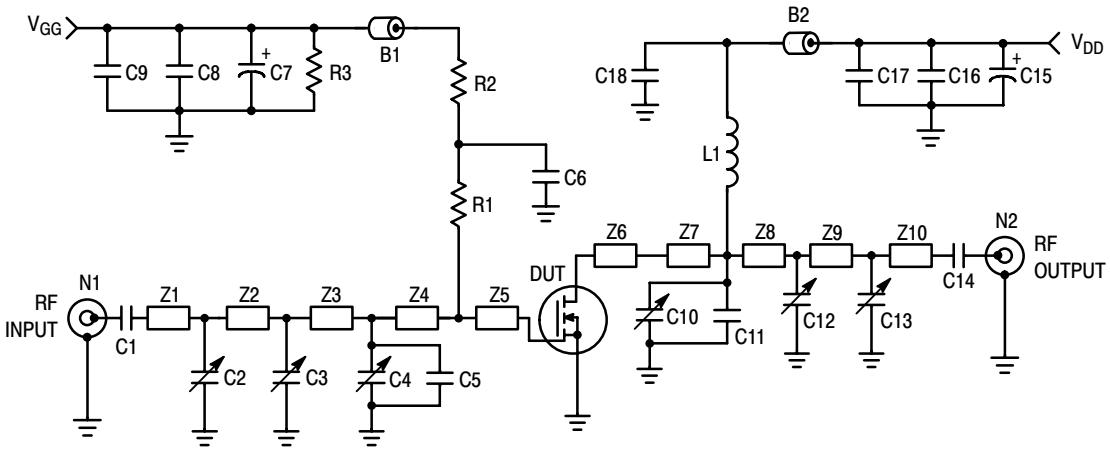 V_GG
C9
C8
+
C7
R3
B1
R2
C6
R1
B2
V_DD
C18
C17
C16
+
C15
L1
N1
RF
INPUT
C1
Z1
Z2
Z3
Z4
Z5
C2
C3
C4
C5
DUT
Z6
Z7
Z8
Z9
Z10
C10
C11
C12
C13
C14
N2
RF
OUTPUT